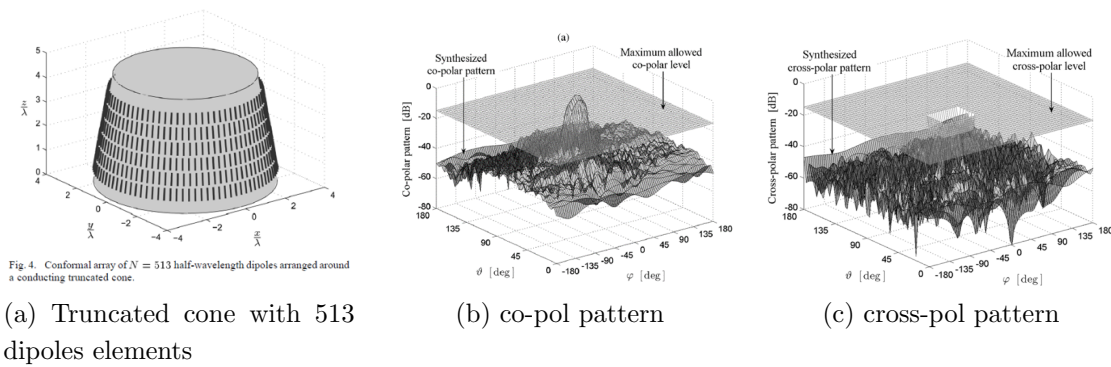 5
4
3
2
1
0
4
2
0
-2
-4
-4
-2
0
2
4
z/λ
y/λ
x/λ
Fig. 4. Conformal array of N = 513 half-wavelength dipoles arranged around
a conducting truncated cone.
(a) Truncated cone with 513
dipoles elements
(a)
Synthesized
co-polar pattern
Maximum allowed
co-polar level
Co-polar pattern [dB]
0
-20
-40
-60
-80
180
135
90
45
0
ϑ [deg]
-180
-135
-90
-45
0
45
90
135
180
φ [deg]
(b) co-pol pattern
Synthesized
cross-polar pattern
Maximum allowed
cross-polar level
Cross-polar pattern [dB]
0
-20
-40
-60
-80
180
135
90
45
0
ϑ [deg]
-180
-135
-90
-45
0
45
90
135
180
φ [deg]
(c) cross-pol pattern